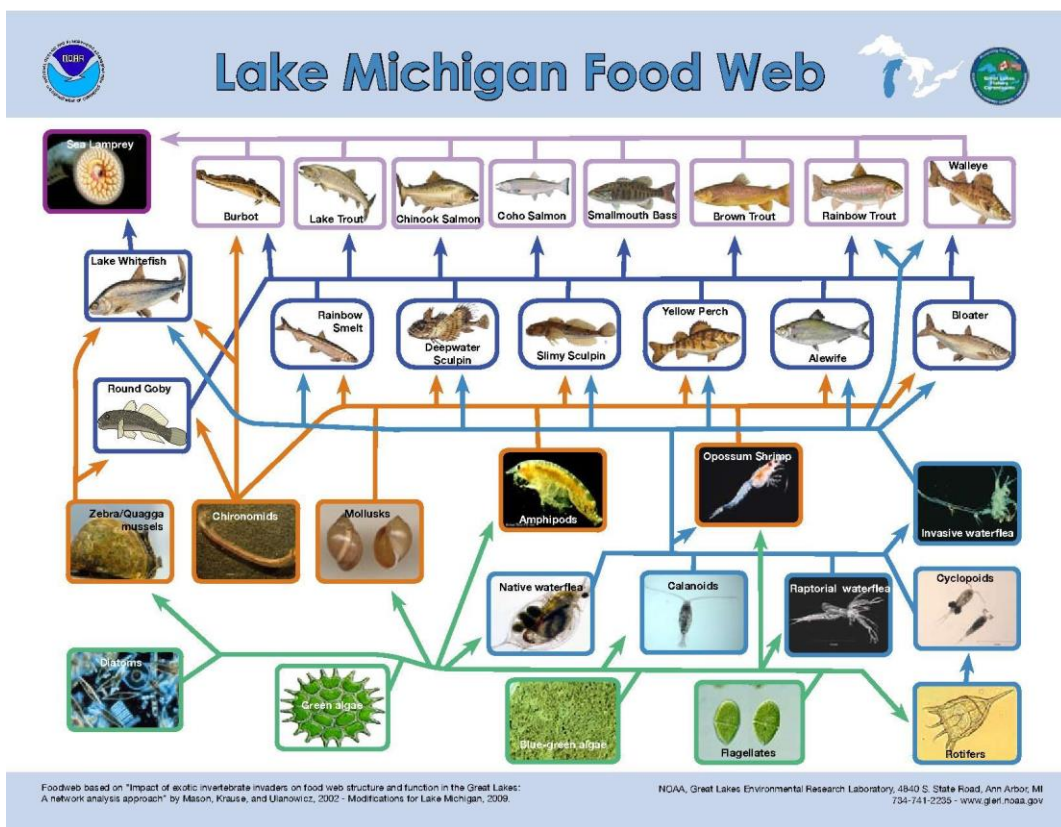 NOAA
Lake Michigan Food Web
Sea Lamprey
Burbot
Lake Trout
Chinook Salmon
Coho Salmon
Smallmouth Bass
Brown Trout
Rainbow Trout
Walleye
Lake Whitefish
Rainbow
Smelt
Deepwater
Sculpin
Slimy Sculpin
Yellow Perch
Alewife
Bloater
Round Goby
Zebra/Quagga
mussels
Chironomids
Mollusks
Amphipods
Opossum Shrimp
Invasive waterflea
Native waterflea
Calanoids
Raptorial waterflea
Cyclopoids
Diatoms
Green algae
Blue-green algae
Flagellates
Rotifers
Foodweb based on "Impact of exotic invertebrate invaders on food web structure and function in the Great Lakes:
A network analysis approach" by Mason, Krause, and Ulanowicz, 2002 - Modifications for Lake Michigan, 2009.
NOAA, Great Lakes Environmental Research Laboratory, 4840 S. State Road, Ann Arbor, MI
734-741-2235 - www.glerl.noaa.gov